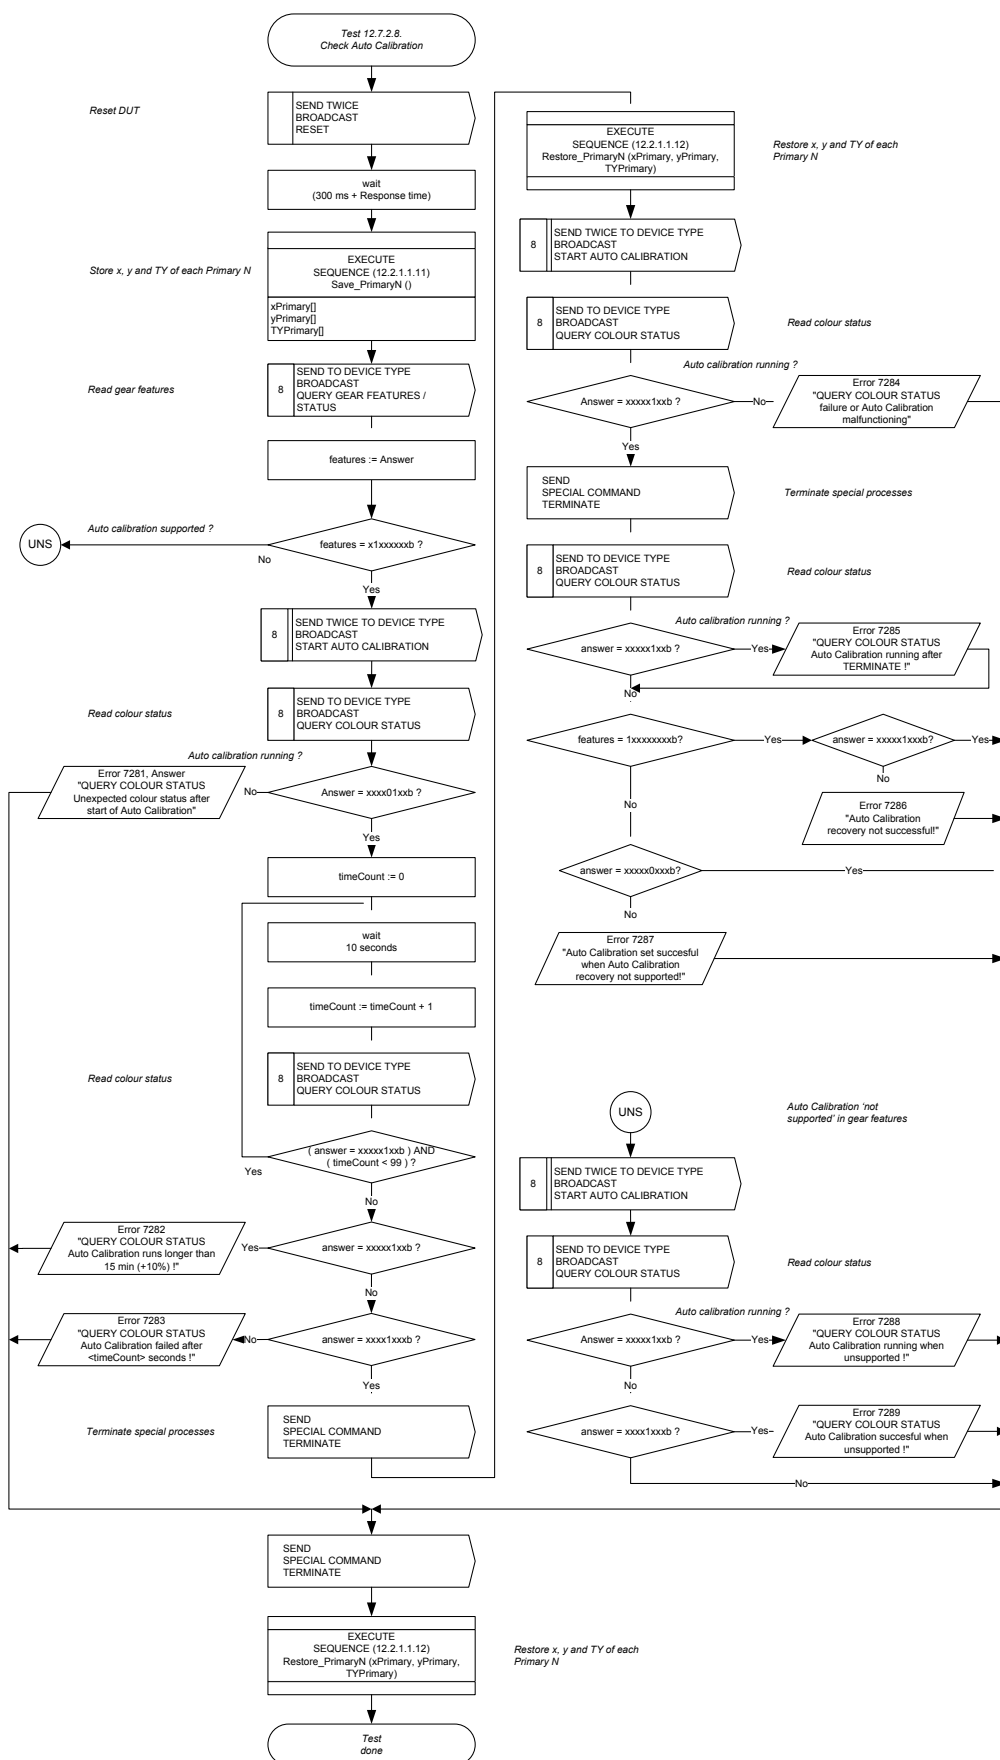 Test 12.7.2.8.
Check Auto Calibration
Reset DUT
SEND TWICE
BROADCAST
RESET
wait
(300 ms + Response time)
Store x, y and TY of each Primary N
EXECUTE
SEQUENCE (12.2.1.1.11)
Save_PrimaryN ()
xPrimary[]
yPrimary[]
TYPrimary[]
Read gear features
8
SEND TO DEVICE TYPE
BROADCAST
QUERY GEAR FEATURES /
STATUS
features := Answer
Auto calibration supported ?
UNS
features = x1xxxxxxb ?
No
Yes
8
SEND TWICE TO DEVICE TYPE
BROADCAST
START AUTO CALIBRATION
Read colour status
8
SEND TO DEVICE TYPE
BROADCAST
QUERY COLOUR STATUS
Auto calibration running ?
Error 7281, Answer
"QUERY COLOUR STATUS
Unexpected colour status after
start of Auto Calibration"
No
Answer = xxxx01xxb ?
Yes
timeCount := 0
wait
10 seconds
timeCount := timeCount + 1
Read colour status
8
SEND TO DEVICE TYPE
BROADCAST
QUERY COLOUR STATUS
( answer = xxxxx1xxb ) AND
( timeCount < 99 ) ?
Yes
No
Error 7282
"QUERY COLOUR STATUS
Auto Calibration runs longer than
15 min (+10%) !"
Yes
answer = xxxxx1xxb ?
No
Error 7283
"QUERY COLOUR STATUS
Auto Calibration failed after
<timeCount> seconds !"
No
answer = xxxx1xxxb ?
Yes
Terminate special processes
SEND
SPECIAL COMMAND
TERMINATE
EXECUTE
SEQUENCE (12.2.1.1.12)
Restore_PrimaryN (xPrimary, yPrimary,
TYPrimary)
Restore x, y and TY of each
Primary N
8
SEND TWICE TO DEVICE TYPE
BROADCAST
START AUTO CALIBRATION
8
SEND TO DEVICE TYPE
BROADCAST
QUERY COLOUR STATUS
Read colour status
Auto calibration running ?
Answer = xxxxx1xxb ?
No
Error 7284
"QUERY COLOUR STATUS
failure or Auto Calibration
malfunctioning"
Yes
SEND
SPECIAL COMMAND
TERMINATE
Terminate special processes
8
SEND TO DEVICE TYPE
BROADCAST
QUERY COLOUR STATUS
Read colour status
Auto calibration running ?
answer = xxxxx1xxb ?
Yes
Error 7285
"QUERY COLOUR STATUS
Auto Calibration running after
TERMINATE !"
No
features = 1xxxxxxxxb?
Yes
answer = xxxxx1xxxb?
Yes
No
No
Error 7286
"Auto Calibration
recovery not successful!"
answer = xxxxx0xxxb?
Yes
No
Error 7287
"Auto Calibration set succesful
when Auto Calibration
recovery not supported!"
UNS
Auto Calibration 'not
supported' in gear features
8
SEND TWICE TO DEVICE TYPE
BROADCAST
START AUTO CALIBRATION
8
SEND TO DEVICE TYPE
BROADCAST
QUERY COLOUR STATUS
Read colour status
Auto calibration running ?
Answer = xxxxx1xxb ?
Yes
Error 7288
"QUERY COLOUR STATUS
Auto Calibration running when
unsupported !"
No
answer = xxxx1xxxb ?
Yes
Error 7289
"QUERY COLOUR STATUS
Auto Calibration succesful when
unsupported !"
No
SEND
SPECIAL COMMAND
TERMINATE
EXECUTE
SEQUENCE (12.2.1.1.12)
Restore_PrimaryN (xPrimary, yPrimary,
TYPrimary)
Restore x, y and TY of each
Primary N
Test
done